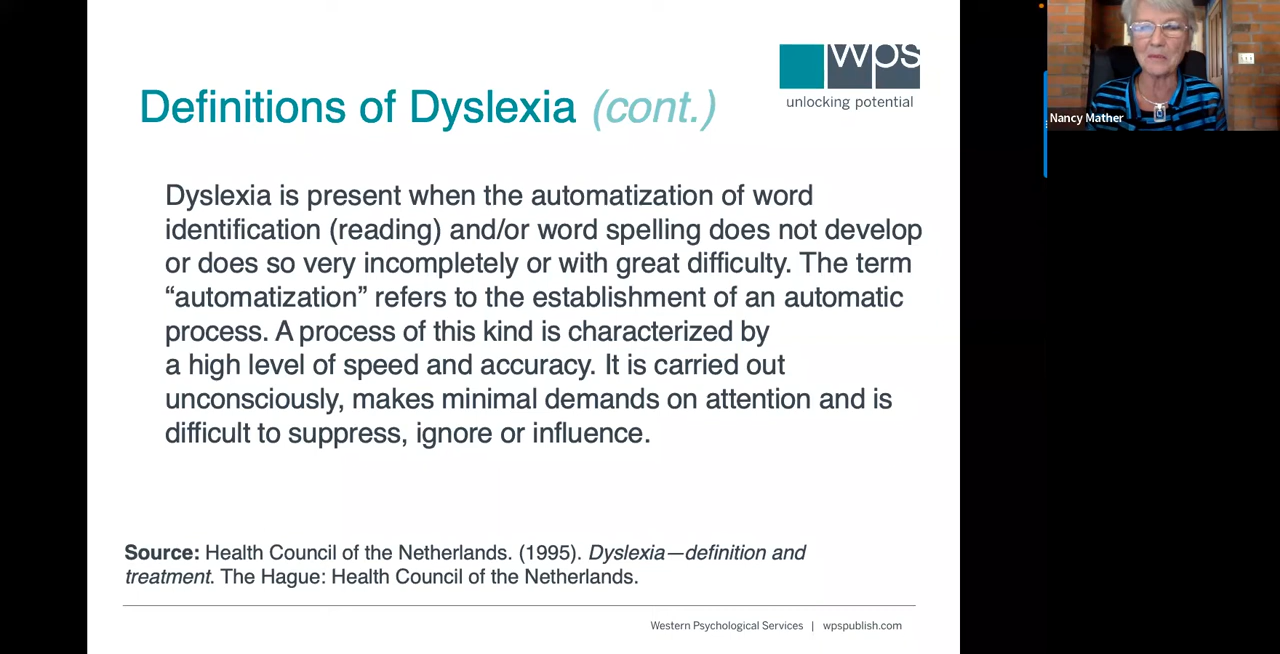 wps
unlocking potential
Nancy Mather
Definitions of Dyslexia (cont.)
Dyslexia is present when the automatization of word
identification (reading) and/or word spelling does not develop
or does so very incompletely or with great difficulty. The term
“automatization” refers to the establishment of an automatic
process. A process of this kind is characterized by
a high level of speed and accuracy. It is carried out
unconsciously, makes minimal demands on attention and is
difficult to suppress, ignore or influence.
Source: Health Council of the Netherlands. (1995). Dyslexia—definition and
treatment. The Hague: Health Council of the Netherlands.
Western Psychological Services | wpspublish.com